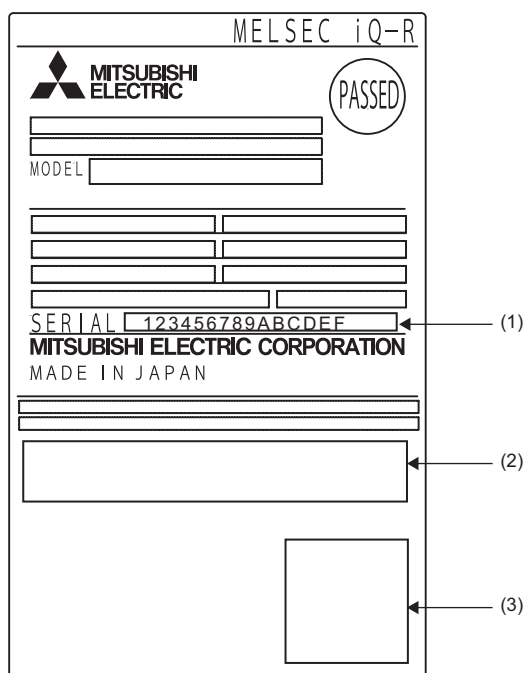 MELSEC iQ-R
MITSUBISHI
ELECTRIC
PASSED
MODEL
SERIAL 123456789ABCDEF (1)
MITSUBISHI ELECTRIC CORPORATION
MADE IN JAPAN
(2)
(3)